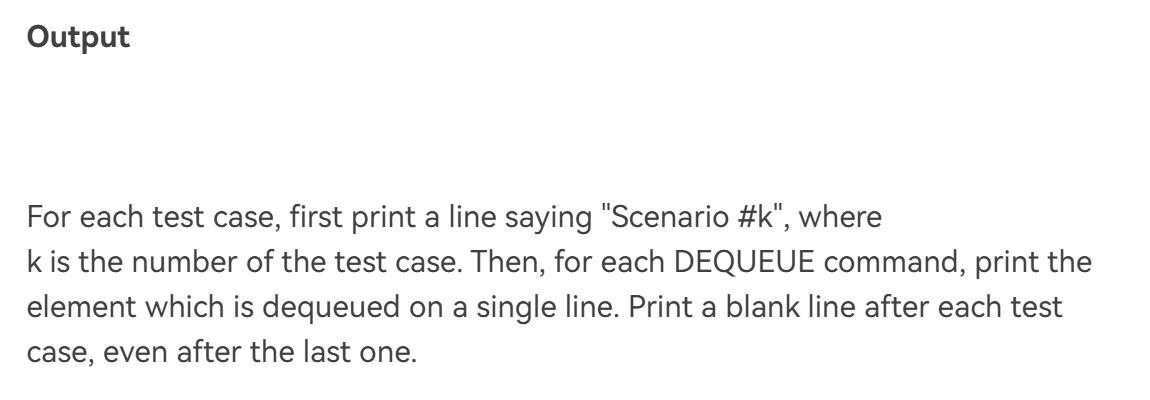 Output
For each test case, first print a line saying "Scenario #k", where
k is the number of the test case. Then, for each DEQUEUE command, print the
element which is dequeued on a single line. Print a blank line after each test
case, even after the last one.